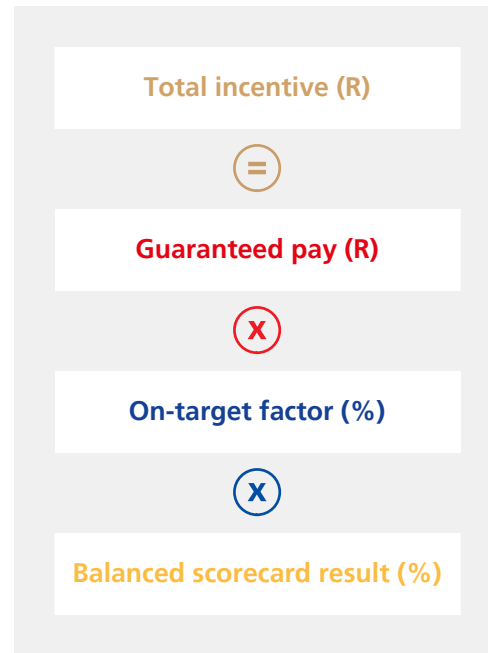 Total incentive (R)
=
Guaranteed pay (R)
x
On-target factor (%)
x
Balanced scorecard result (%)